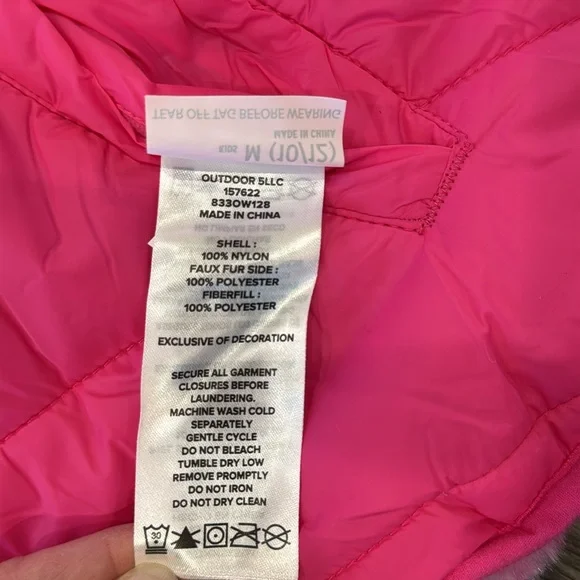 TEAR OFF TAG BEFORE WEARING
MADE IN CHINA
KIDS M (10/12)
OUTDOOR 5LLC
157622
833OW128
MADE IN CHINA
SHELL :
100% NYLON
FAUX FUR SIDE :
100% POLYESTER
FIBERFILL :
100% POLYESTER
EXCLUSIVE OF DECORATION
SECURE ALL GARMENT
CLOSURES BEFORE
LAUNDERING.
MACHINE WASH COLD
SEPARATELY
GENTLE CYCLE
DO NOT BLEACH
TUMBLE DRY LOW
REMOVE PROMPTLY
DO NOT IRON
DO NOT DRY CLEAN
30